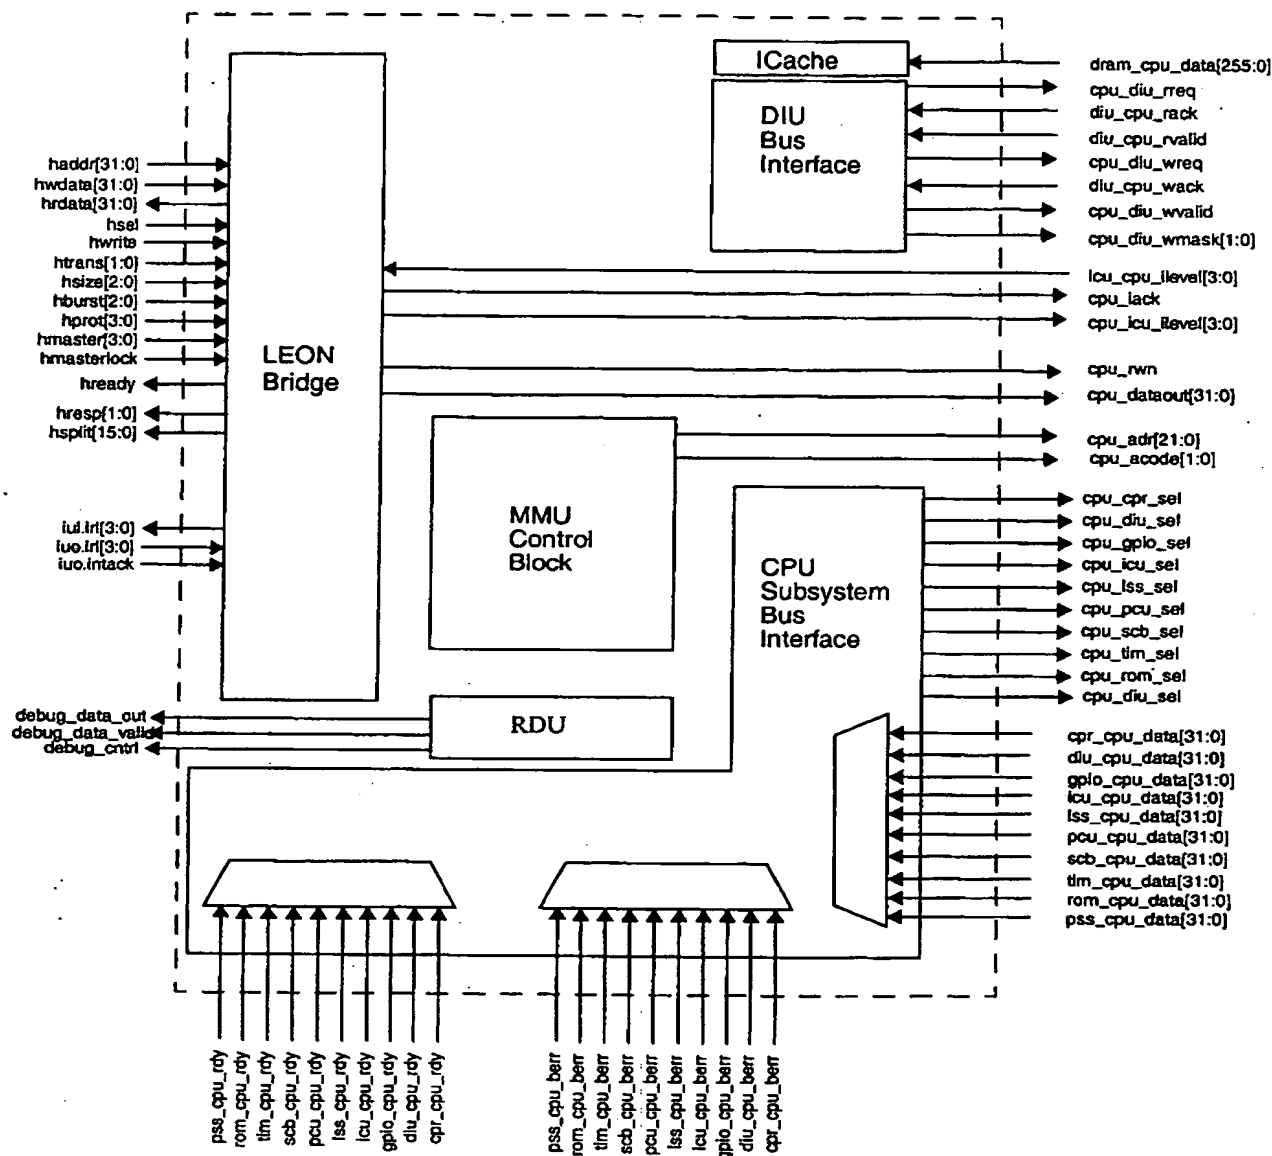 ICache
DIU
Bus
Interface
dram_cpu_data[255:0]
cpu_diu_rreq
diu_cpu_rack
diu_cpu_rvalid
cpu_diu_wreq
diu_cpu_wack
cpu_diu_wvalid
cpu_diu_wmask[1:0]
haddr[31:0]
hwdata[31:0]
hrdata[31:0]
hsel
hwrite
htrans[1:0]
hsize[2:0]
hburst[2:0]
hprot[3:0]
hmaster[3:0]
hmasterlock
hready
hresp[1:0]
hsplit[15:0]
LEON
Bridge
icu_cpu_ilevel[3:0]
cpu_iack
cpu_icu_ilevel[3:0]
cpu_rwn
cpu_dataout[31:0]
cpu_adr[21:0]
cpu_acode[1:0]
iui.irl[3:0]
iuo.irl[3:0]
iuo.intack
MMU
Control
Block
CPU
Subsystem
Bus
Interface
cpu_cpr_sel
cpu_diu_sel
cpu_gpio_sel
cpu_icu_sel
cpu_lss_sel
cpu_pcu_sel
cpu_scb_sel
cpu_tim_sel
cpu_rom_sel
cpu_diu_sel
debug_data_out
debug_data_valid
debug_cntrl
RDU
cpr_cpu_data[31:0]
diu_cpu_data[31:0]
gpio_cpu_data[31:0]
icu_cpu_data[31:0]
lss_cpu_data[31:0]
pcu_cpu_data[31:0]
scb_cpu_data[31:0]
tim_cpu_data[31:0]
rom_cpu_data[31:0]
pss_cpu_data[31:0]
pss_cpu_rdy
rom_cpu_rdy
tim_cpu_rdy
scb_cpu_rdy
pcu_cpu_rdy
lss_cpu_rdy
icu_cpu_rdy
gpio_cpu_rdy
diu_cpu_rdy
cpr_cpu_rdy
pss_cpu_berr
rom_cpu_berr
tim_cpu_berr
scb_cpu_berr
pcu_cpu_berr
lss_cpu_berr
icu_cpu_berr
gpio_cpu_berr
diu_cpu_berr
cpr_cpu_berr